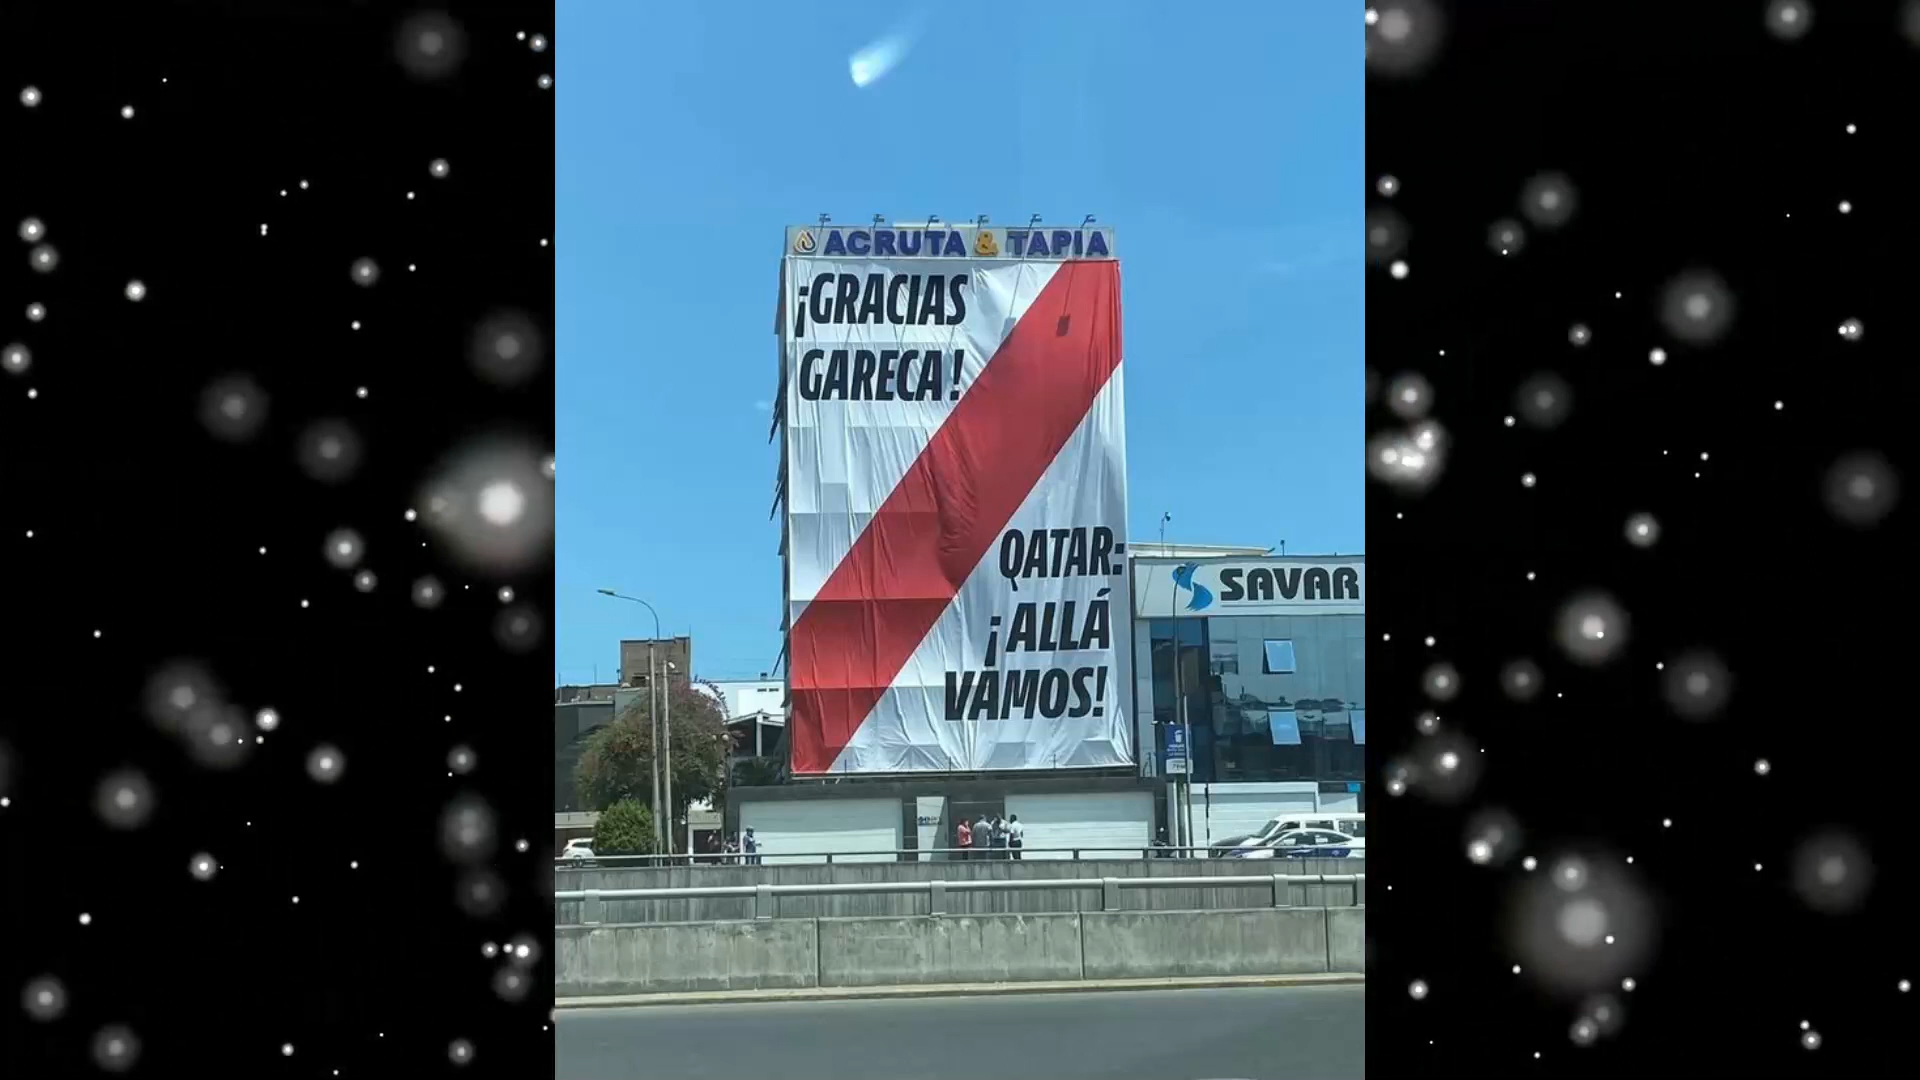 ACRUTA & TAPIA
¡GRACIAS
GARECA!
QATAR:
¡ALLÁ
VAMOS!
SAVAR